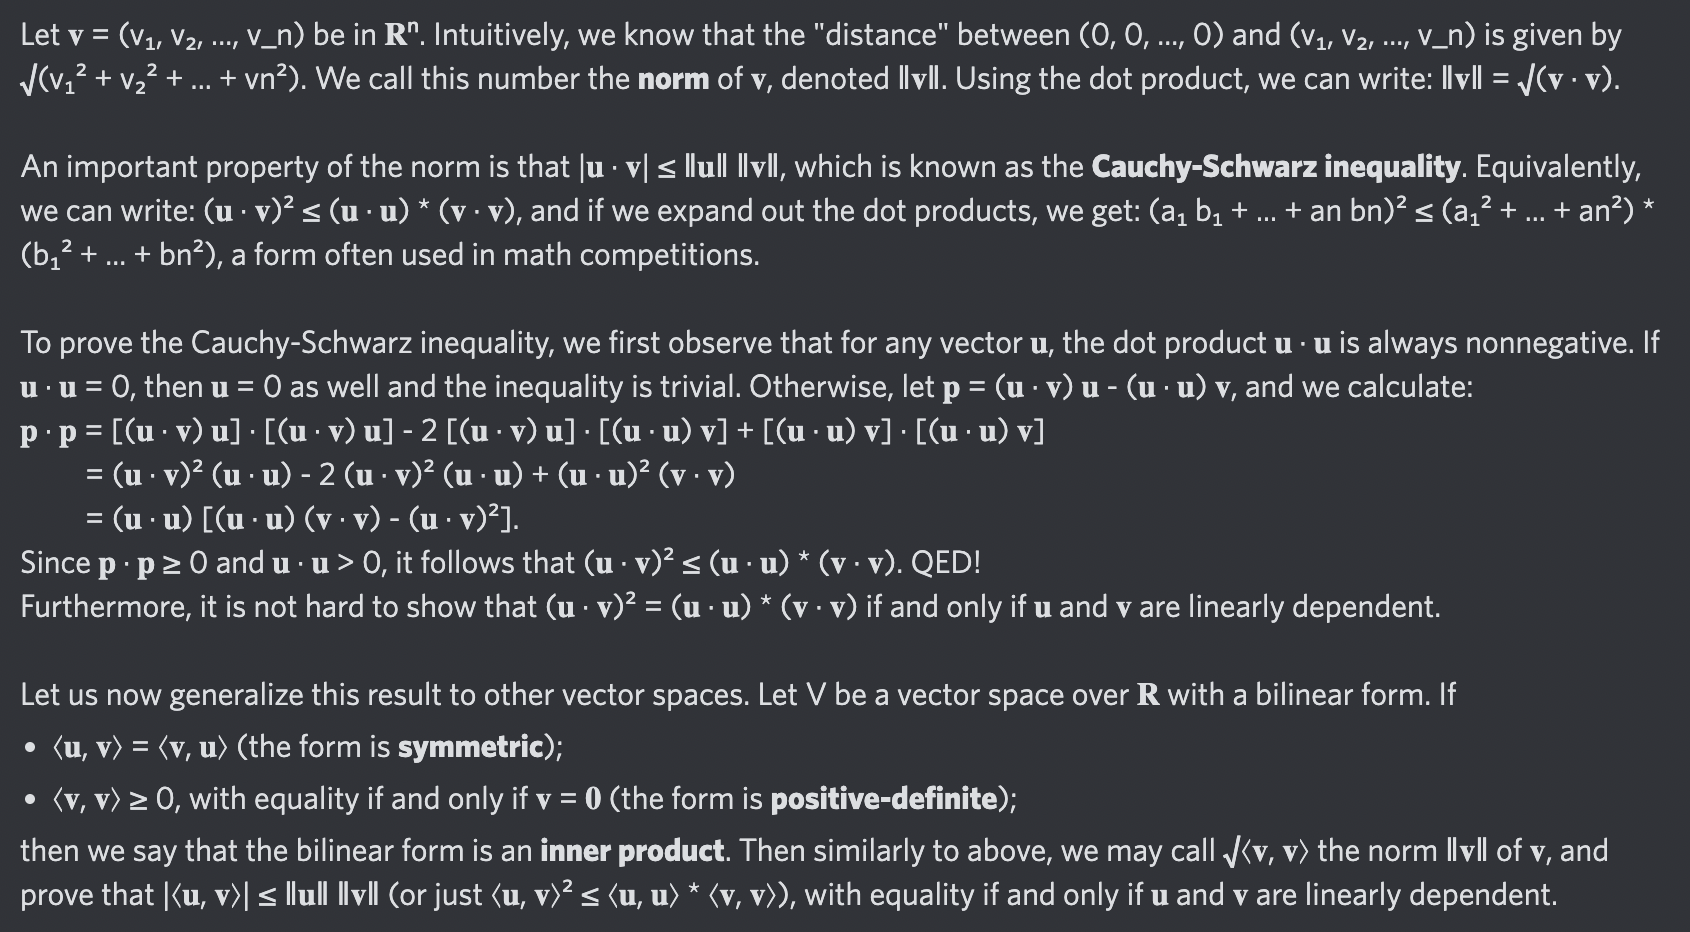 Let v = (v₁, v₂, ..., v_n) be in Rⁿ. Intuitively, we know that the "distance" between (0, 0, ..., 0) and (v₁, v₂, ..., v_n) is given by
√(v₁² + v₂² + ... + vn²). We call this number the norm of v, denoted ‖v‖. Using the dot product, we can write: ‖v‖ = √(v · v).
An important property of the norm is that |u · v| ≤ ‖u‖ ‖v‖, which is known as the Cauchy-Schwarz inequality. Equivalently,
we can write: (u · v)² ≤ (u · u) * (v · v), and if we expand out the dot products, we get: (a₁ b₁ + ... + an bn)² ≤ (a₁² + ... + an²) *
(b₁² + ... + bn²), a form often used in math competitions.
To prove the Cauchy-Schwarz inequality, we first observe that for any vector u, the dot product u · u is always nonnegative. If
u · u = 0, then u = 0 as well and the inequality is trivial. Otherwise, let p = (u · v) u - (u · u) v, and we calculate:
p · p = [(u · v) u] · [(u · v) u] - 2 [(u · v) u] · [(u · u) v] + [(u · u) v] · [(u · u) v]
= (u · v)² (u · u) - 2 (u · v)² (u · u) + (u · u)² (v · v)
= (u · u) [(u · u) (v · v) - (u · v)²].
Since p · p ≥ 0 and u · u > 0, it follows that (u · v)² ≤ (u · u) * (v · v). QED!
Furthermore, it is not hard to show that (u · v)² = (u · u) * (v · v) if and only if u and v are linearly dependent.
Let us now generalize this result to other vector spaces. Let V be a vector space over R with a bilinear form. If
• ⟨u, v⟩ = ⟨v, u⟩ (the form is symmetric);
• ⟨v, v⟩ ≥ 0, with equality if and only if v = 0 (the form is positive-definite);
then we say that the bilinear form is an inner product. Then similarly to above, we may call √⟨v, v⟩ the norm ‖v‖ of v, and
prove that |⟨u, v⟩| ≤ ‖u‖ ‖v‖ (or just ⟨u, v⟩² ≤ ⟨u, u⟩ * ⟨v, v⟩), with equality if and only if u and v are linearly dependent.